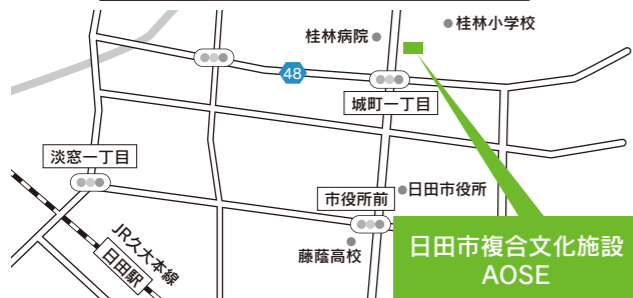 桂林病院
桂林小学校
48
城町一丁目
淡窓一丁目
市役所前
日田市役所
JR久大本線
日田駅
藤蔭高校
日田市複合文化施設
AOSE